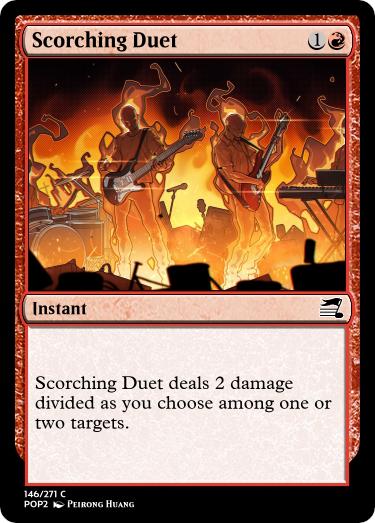 Scorching Duet 1
Instant
Scorching Duet deals 2 damage
divided as you choose among one or
two targets.
146/271 C
POP2 Peirong Huang